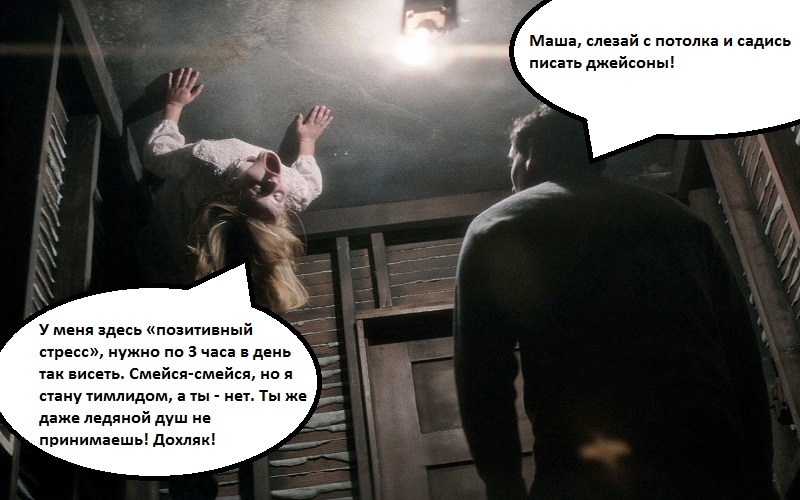 Маша, слезай с потолка и садись
писать джейсоны!
У меня здесь «позитивный
стресс», нужно по 3 часа в день
так висеть. Смейся-смейся, но я
стану тимлидом, а ты - нет. Ты же
даже ледяной душ не
принимаешь! Дохляк!